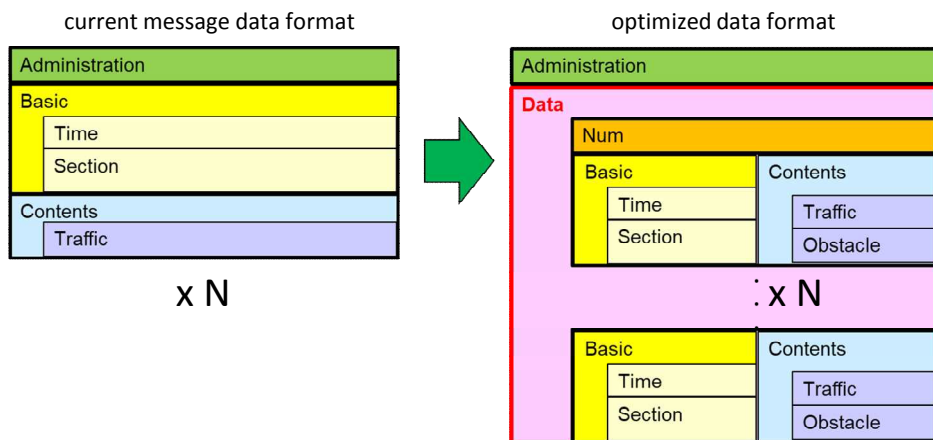 current message data format
Administration
Basic
Time
Section
Contents
Traffic
x N
optimized data format
Administration
Data
Num
Basic
Time
Section
Contents
Traffic
Obstacle
: x N
Basic
Time
Section
Contents
Traffic
Obstacle